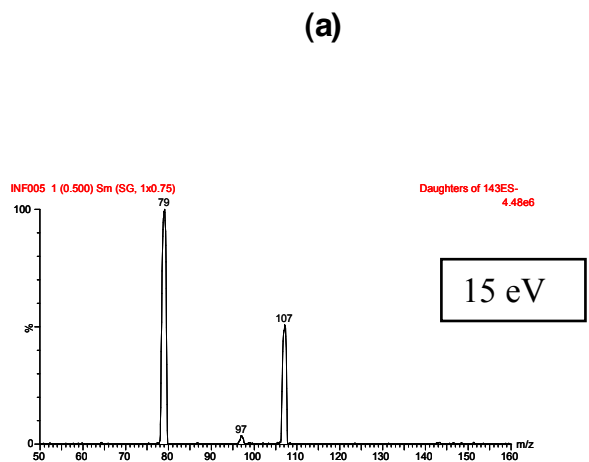 (a)
INF005 1 (0.500) Sm (SG, 1x0.75)
Daughters of 143ES-
4.48e6
100
79
15 eV
107
%
97
0
m/z
50 60 70 80 90 100 110 120 130 140 150 160